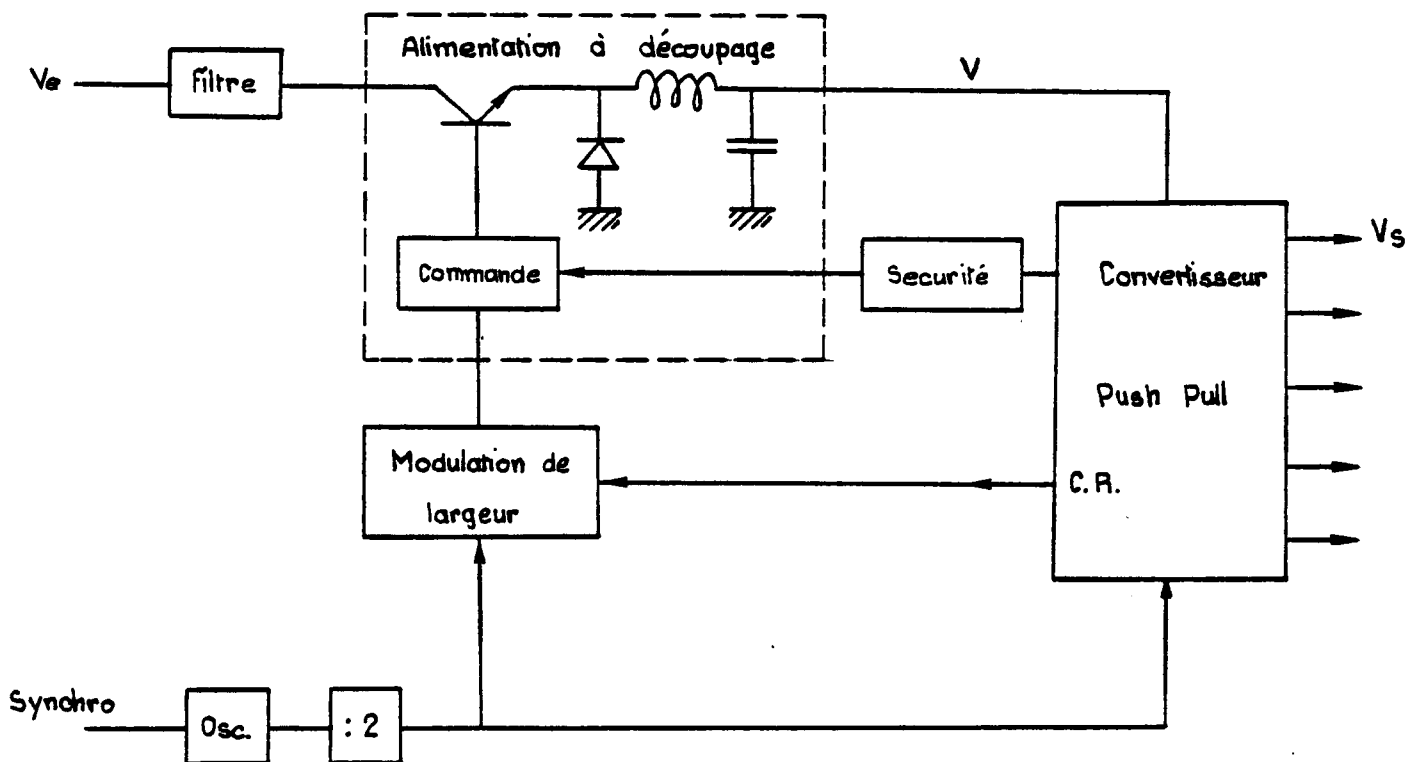 Alimentation à découpage
Ve
Filtre
V
Commande
Securité
Convertisseur
Push Pull
C.R.
Vs
Modulation de
largeur
Synchro
Osc.
: 2